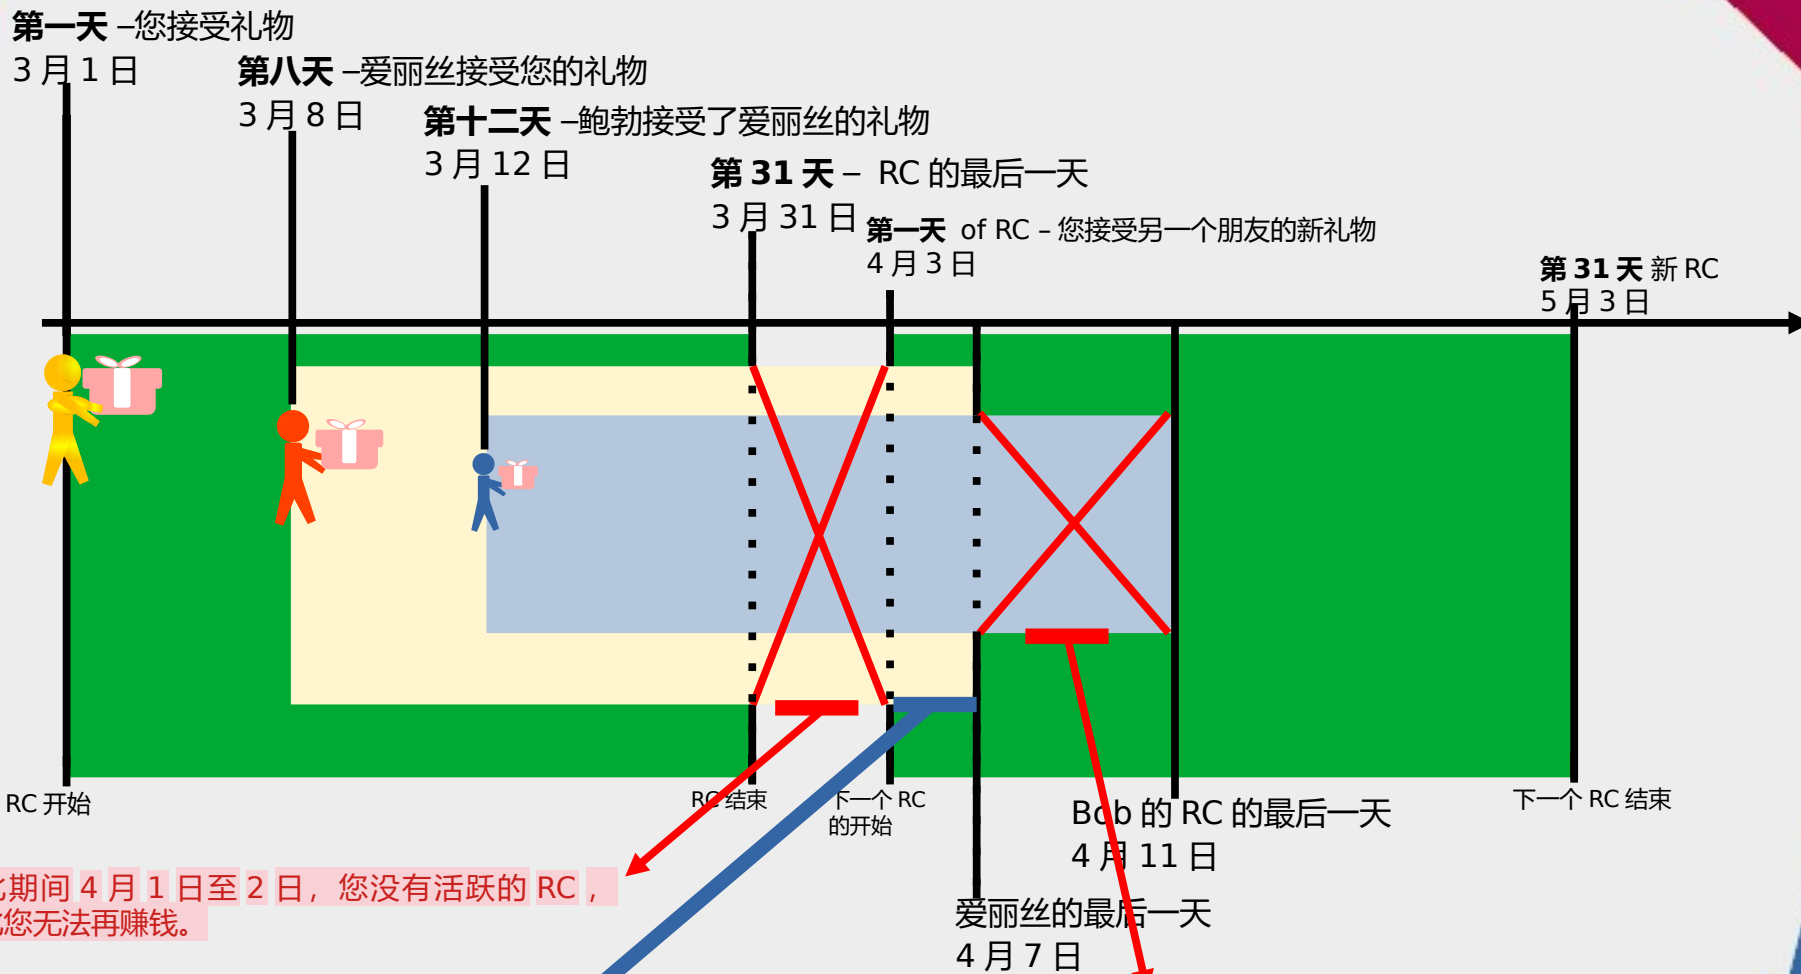 第一天 –您接受礼物
3 月 1 日
第八天 –爱丽丝接受您的礼物
3 月 8 日
第十二天 –鲍勃接受了爱丽丝的礼物
3 月 12 日
第 31 天 – RC 的最后一天
3 月 31 日
第一天 of RC – 您接受另一个朋友的新礼物
4 月 3 日
第 31 天 新 RC
5 月 3 日
RC 开始
RC 结束
下一个 RC
的开始
Bob 的 RC 的最后一天
4 月 11 日
下一个 RC 结束
期间 4 月 1 日至 2 日，您没有活跃的 RC ，
您无法再赚钱。
爱丽丝的最后一天
4 月 7 日